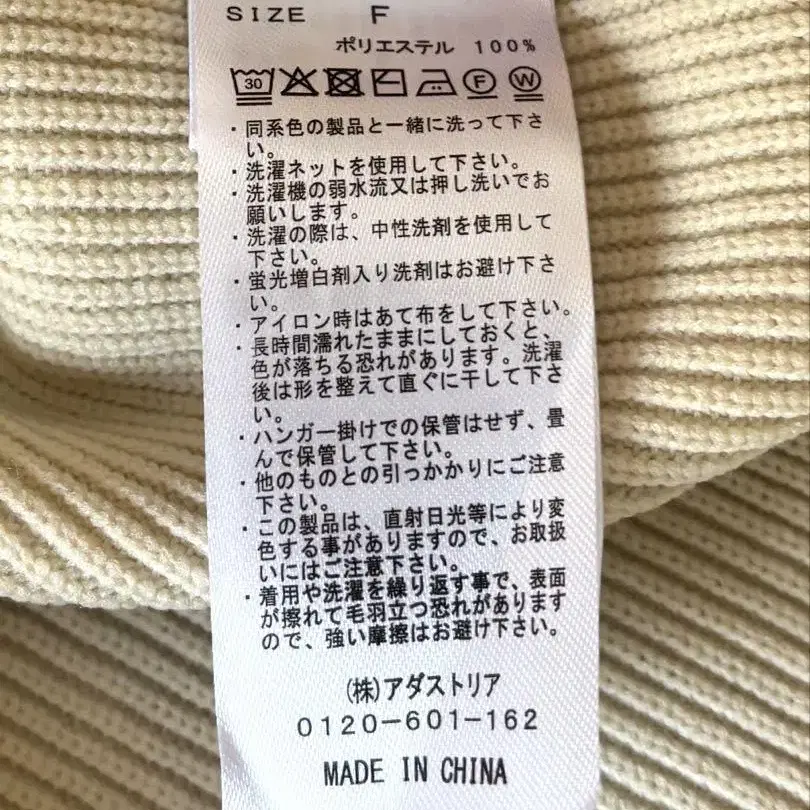 SIZE F
ポリエステル 100%
30 F W
・同系色の製品と一緒に洗って下さ
い。
・洗濯ネットを使用して下さい。
・洗濯機の弱水流又は押し洗いでお
願いします。
・洗濯の際は、中性洗剤を使用して
下さい。
・蛍光増白剤入り洗剤はお避け下さ
い。
・アイロン時はあて布をして下さい。
・長時間濡れたままにしておくと、
色が落ちる恐れがあります。洗濯
後は形を整えて直ぐに干して下さ
い。
・ハンガー掛けでの保管はせず、畳
んで保管して下さい。
・他のものとの引っかかりにご注意
下さい。
・この製品は、直射日光等により変
色する事がありますので、お取扱
いにはご注意下さい。
・着用や洗濯を繰り返す事で、表面
が擦れて毛羽立つ恐れがあります
ので、強い摩擦はお避け下さい。
(株)アダストリア
0120-601-162
MADE IN CHINA